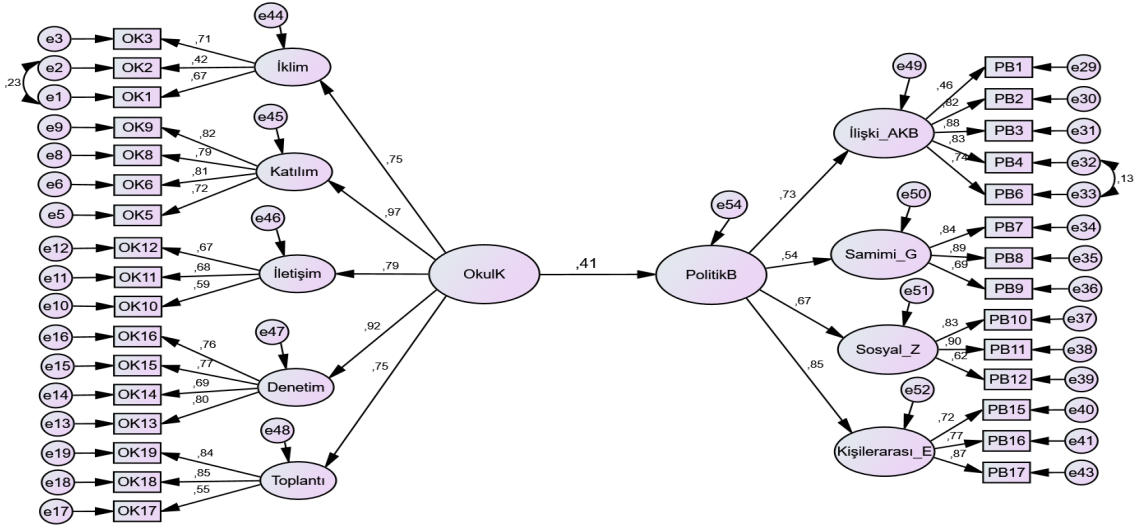 e44
e3 OK3 ,71
e2 OK2 ,42 İklim
,23
e1 OK1 ,67
e9 OK9 ,82 e45
e8 OK8 ,79
e6 OK6 ,81 Katılım
e5 OK5 ,72
e46
e12 OK12 ,67
e11 OK11 ,68 İletişim
e10 OK10 ,59
e16 OK16 ,76 e47
e15 OK15 ,77
e14 OK14 ,69 Denetim
e13 OK13 ,80
e19 OK19 ,84 e48
e18 OK18 ,85 Toplantı
e17 OK17 ,55
,75
,97
,79
,92
,75
OkulK
,41
e54
PolitikB
,73
,54
,67
,85
e49
İlişki_AKB
,46 PB1 e29
,82 PB2 e30
,88 PB3 e31
,83 PB4 e32
,74 PB6 e33
,13
e50
Samimi_G
,84 PB7 e34
,89 PB8 e35
,69 PB9 e36
e51
Sosyal_Z
,83 PB10 e37
,90 PB11 e38
,62 PB12 e39
e52
Kişilerarası_E
,72 PB15 e40
,77 PB16 e41
,87 PB17 e43